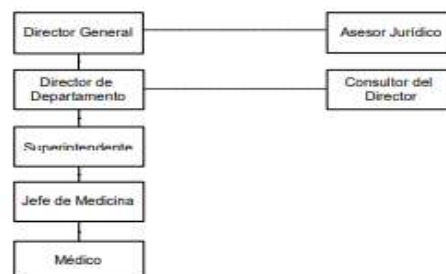 Director General
Asesor Jurídico
Director de
Departamento
Consultor del
Director
Superintendente
Jefe de Medicina
Médico